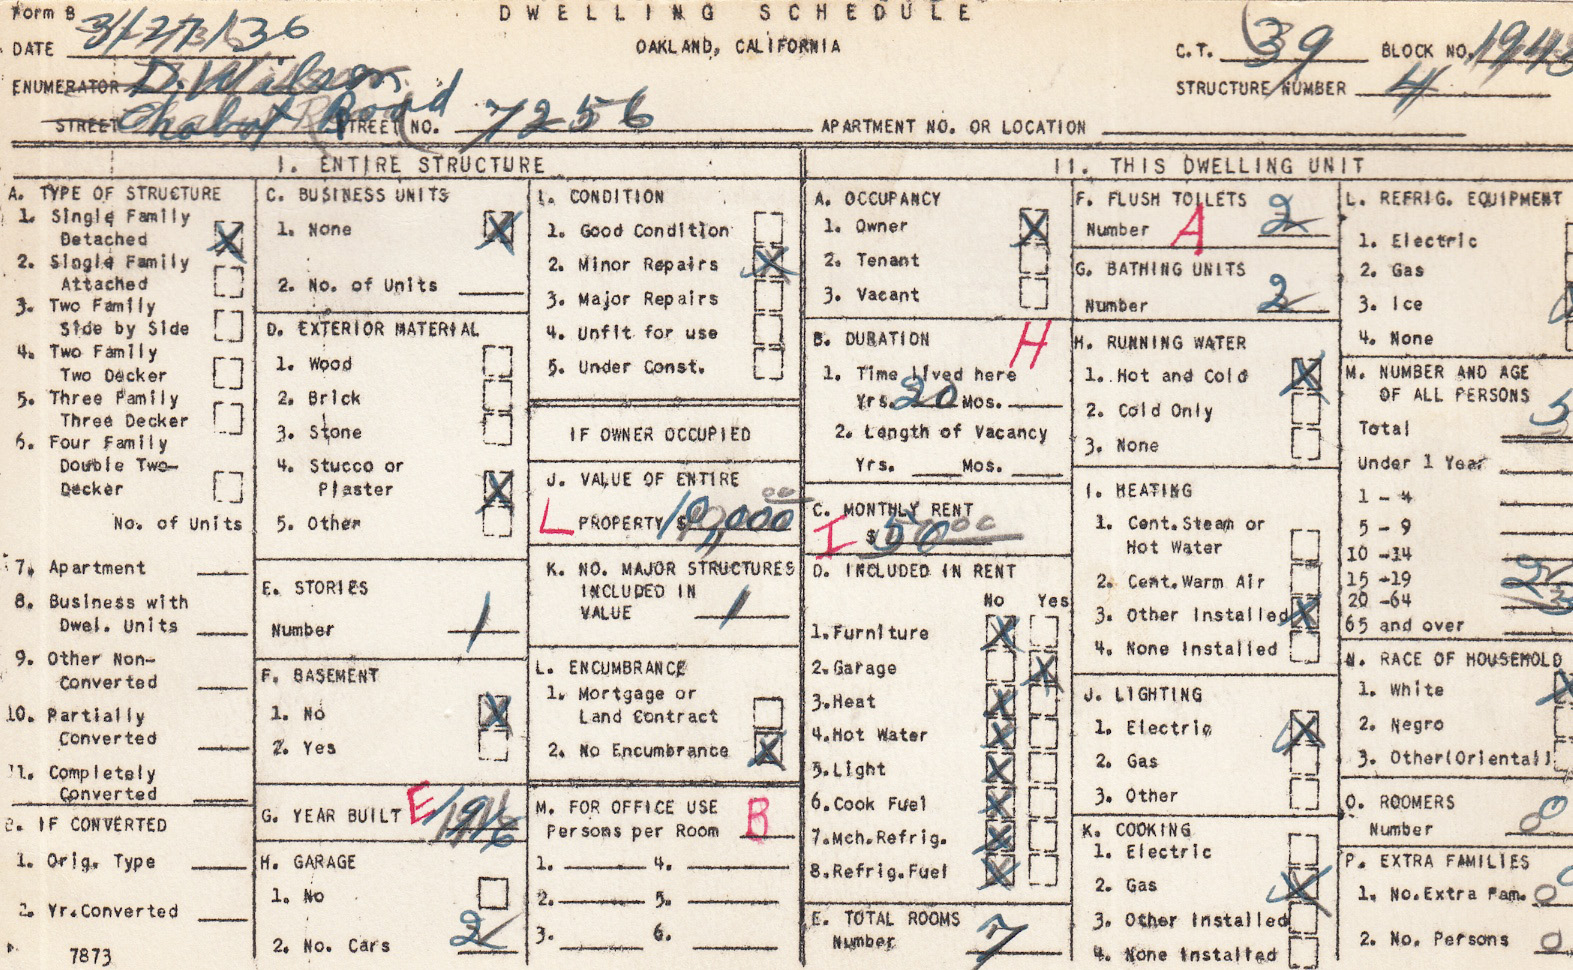 Form B
DWELLING SCHEDULE
OAKLAND, CALIFORNIA
DATE 3/27/36
C.T. 39 BLOCK NO.
ENUMERATOR D. Wilson
STRUCTURE NUMBER 4
STREET Chabot Road STREET NO. 7256 APARTMENT NO. OR LOCATION
I. ENTIRE STRUCTURE
A. TYPE OF STRUCTURE
1. Single Family
Detached X
2. Single Family
Attached
3. Two Family
Side by Side
4. Two Family
Two Decker
5. Three Family
Three Decker
6. Four Family
Double Two-
Decker
No. of Units
7. Apartment
8. Business with
Dwel. Units
9. Other Non-
Converted
10. Partially
Converted
11. Completely
Converted
B. IF CONVERTED
1. Orig. Type
2. Yr. Converted
7873
C. BUSINESS UNITS
1. None X
2. No. of Units
D. EXTERIOR MATERIAL
1. Wood
2. Brick
3. Stone
4. Stucco or
Plaster X
5. Other
E. STORIES
Number 1
F. BASEMENT
1. No X
2. Yes
G. YEAR BUILT E 1916
H. GARAGE
1. No
2. No. Cars 2
I. CONDITION
1. Good Condition
2. Minor Repairs X
3. Major Repairs
4. Unfit for use
5. Under Const.
IF OWNER OCCUPIED
J. VALUE OF ENTIRE
L PROPERTY $ 10,000 00
K. NO. MAJOR STRUCTURES
INCLUDED IN
VALUE 1
L. ENCUMBRANCE
1. Mortgage or
Land Contract
2. No Encumbrance X
M. FOR OFFICE USE
Persons per Room B
1. 4.
2. 5.
3. 6.
II. THIS DWELLING UNIT
A. OCCUPANCY
1. Owner X
2. Tenant
3. Vacant
B. DURATION H
1. Time lived here
Yrs. 20 Mos.
2. Length of Vacancy
Yrs. Mos.
C. MONTHLY RENT
I $ 50 00
D. INCLUDED IN RENT
No Yes
1. Furniture X
2. Garage X
3. Heat X
4. Hot Water X
5. Light X
6. Cook Fuel X
7. Mch. Refrig. X
8. Refrig. Fuel X
E. TOTAL ROOMS
Number 7
F. FLUSH TOILETS
Number A 2
G. BATHING UNITS
Number 2
H. RUNNING WATER
1. Hot and Cold X
2. Cold Only
3. None
I. HEATING
1. Cent. Steam or
Hot Water
2. Cent. Warm Air
3. Other Installed X
4. None Installed
J. LIGHTING
1. Electric X
2. Gas
3. Other
K. COOKING
1. Electric
2. Gas X
3. Other Installed
4. None Installed
L. REFRIG. EQUIPMENT
1. Electric
2. Gas
3. Ice
4. None
M. NUMBER AND AGE
OF ALL PERSONS
Total 5
Under 1 Year
1 - 4
5 - 9
10 -14
15 -19 2
20 -64 3
65 and over
N. RACE OF HOUSEHOLD
1. White X
2. Negro
3. Other (Oriental)
O. ROOMERS
Number 0
P. EXTRA FAMILIES
1. No. Extra Fam. 0
2. No. Persons 0